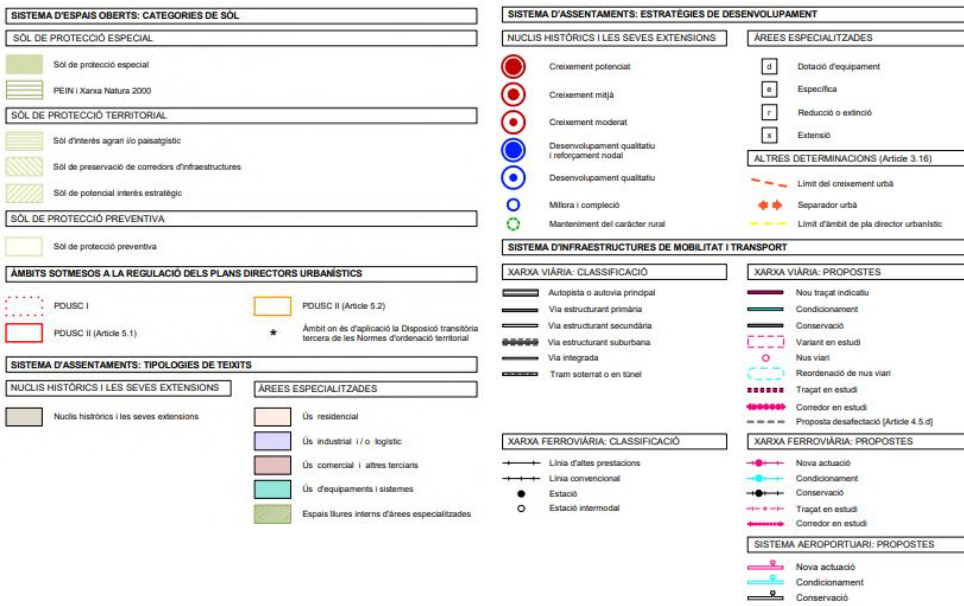 SISTEMA D'ESPAIS OBERTS: CATEGORIES DE SÒL
SÒL DE PROTECCIÓ ESPECIAL
Sòl de protecció especial
PEIN i Xarxa Natura 2000
SÒL DE PROTECCIÓ TERRITORIAL
Sòl d'interès agrari i/o paisatgístic
Sòl de preservació de corredors d'infraestructures
Sòl de potencial interès estratègic
SÒL DE PROTECCIÓ PREVENTIVA
Sòl de protecció preventiva
ÀMBITS SOTMESOS A LA REGULACIÓ DELS PLANS DIRECTORS URBANÍSTICS
PDUSC I
PDUSC II (Article 5.1)
PDUSC II (Article 5.2)
*
Àmbit on és d'aplicació la Disposició transitòria
tercera de les Normes d'ordenació territorial
SISTEMA D'ASSENTAMENTS: TIPOLOGIES DE TEIXITS
NUCLIS HISTÒRICS I LES SEVES EXTENSIONS
Nuclis histròrics i les seves extensions
ÀREES ESPECIALITZADES
Ús residencial
Ús industrial i / o logístic
Ús comercial i altres terciaris
Ús d'equipaments i sistemes
Espais lliures interns d'àrees especialitzades
SISTEMA D'ASSENTAMENTS: ESTRATÈGIES DE DESENVOLUPAMENT
NUCLIS HISTÒRICS I LES SEVES EXTENSIONS
Creixement potenciat
Creixement mitjà
Creixement moderat
Desenvolupament qualitatiu
i reforçament nodal
Desenvolupament qualitatiu
Millora i compleció
Manteniment del caràcter rural
ÀREES ESPECIALITZADES
d Dotació d'equipament
e Específica
r Reducció o extinció
x Extensió
ALTRES DETERMINACIONS (Article 3.16)
Límit del creixement urbà
Separador urbà
Límit d'àmbit de pla director urbanístic
SISTEMA D'INFRAESTRUCTURES DE MOBILITAT I TRANSPORT
XARXA VIÀRIA: CLASSIFICACIÓ
Autopista o autovia principal
Via estructurant primària
Via estructurant secundària
Via estructurant suburbana
Via integrada
Tram soterrat o en túnel
XARXA VIÀRIA: PROPOSTES
Nou traçat indicatiu
Condicionament
Conservació
Variant en estudi
Nus viari
Reordenació de nus viari
Traçat en estudi
Corredor en estudi
Proposta desafectació [Article 4.5.d]
XARXA FERROVIÀRIA: CLASSIFICACIÓ
Línia d'altes prestacions
Línia convencional
Estació
Estació intermodal
XARXA FERROVIÀRIA: PROPOSTES
Nova actuació
Condicionament
Conservació
Traçat en estudi
Corredor en estudi
SISTEMA AEROPORTUARI: PROPOSTES
Nova actuació
Condicionament
Conservació